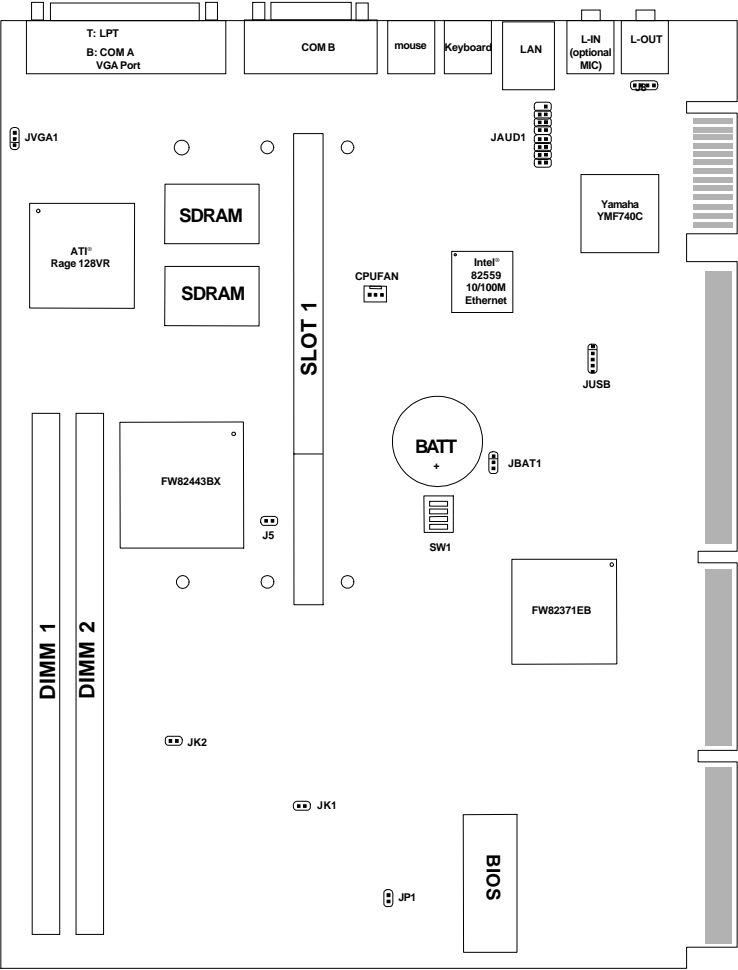 T: LPT
B: COM A
VGA Port
COM B
mouse
Keyboard
LAN
L-IN
(optional
MIC)
L-OUT
JVGA1
JAUD1
SDRAM
Yamaha
YMF740C
ATI®
Rage 128VR
Intel®
82559
10/100M
Ethernet
CPUFAN
SDRAM
SLOT 1
JUSB
BATT
+
JBAT1
FW82443BX
J5
SW1
FW82371EB
DIMM 1
DIMM 2
JK2
JK1
BIOS
JP1